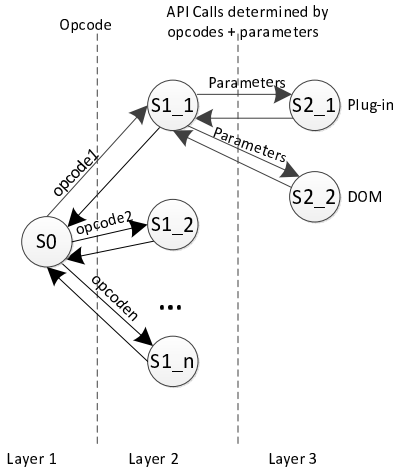 Opcode
API Calls determined by
opcodes + parameters
S1_1
Parameters
S2_1
Plug-in
Parameters
opcode1
S2_2
DOM
S0
opcode2
S1_2
opcoden
...
S1_n
Layer 1
Layer 2
Layer 3